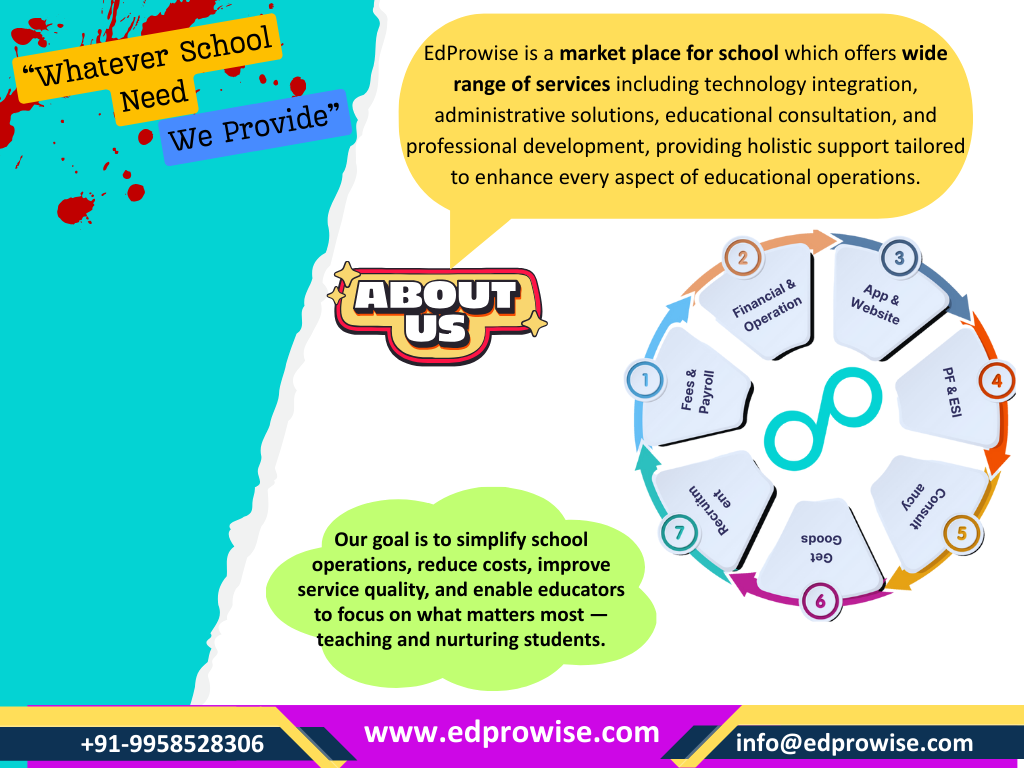 “Whatever School
Need
We Provide”
EdProwise is a market place for school which offers wide
range of services including technology integration,
administrative solutions, educational consultation, and
professional development, providing holistic support tailored
to enhance every aspect of educational operations.
ABOUT
US
1
Fees &
Payroll
2
Financial &
Operation
3
App &
Website
4
PF & ESI
5
Consult
ancy
6
Get
Goods
7
Recruitm
ent
Our goal is to simplify school
operations, reduce costs, improve
service quality, and enable educators
to focus on what matters most —
teaching and nurturing students.
+91-9958528306
www.edprowise.com
info@edprowise.com